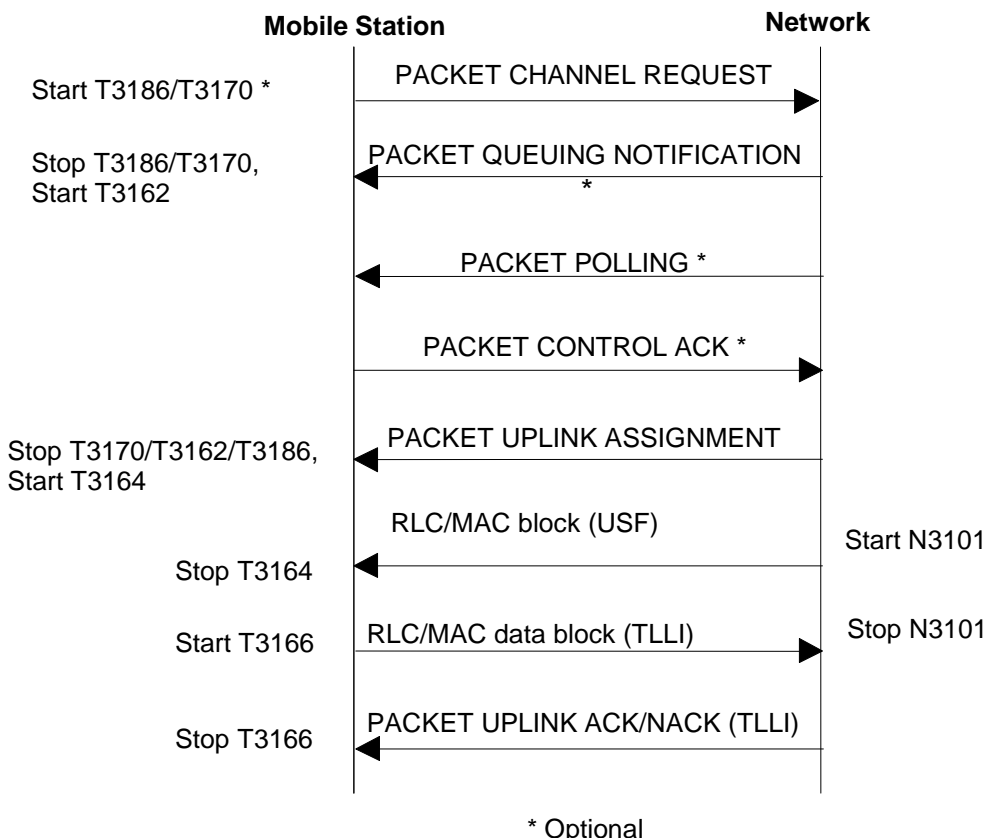 Mobile Station
Network
PACKET CHANNEL REQUEST
Start T3186/T3170 *
PACKET QUEUING NOTIFICATION
*
Stop T3186/T3170,
Start T3162
PACKET POLLING *
PACKET CONTROL ACK *
PACKET UPLINK ASSIGNMENT
Stop T3170/T3162/T3186,
Start T3164
RLC/MAC block (USF)
Start N3101
Stop T3164
RLC/MAC data block (TLLI)
Stop N3101
Start T3166
PACKET UPLINK ACK/NACK (TLLI)
Stop T3166
* Optional